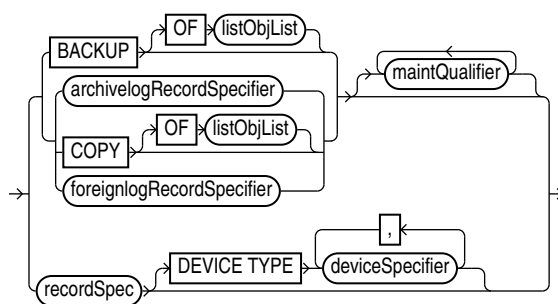 OF listObjList
BACKUP
maintQualifier
archivelogRecordSpecifier
OF listObjList
COPY
foreignlogRecordSpecifier
,
DEVICE TYPE deviceSpecifier
recordSpec